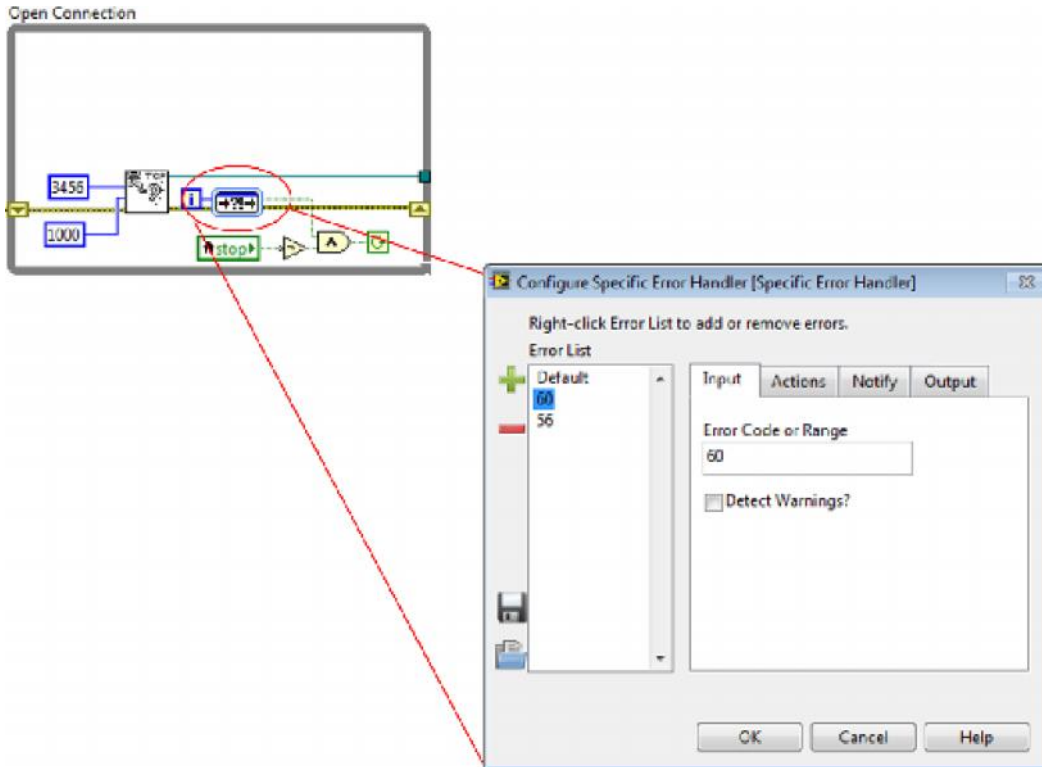 Open Connection
3456
TCP
i
1000
stop
Configure Specific Error Handler [Specific Error Handler]
Right-click Error List to add or remove errors.
Error List
Default
60
56
Input
Actions
Notify
Output
Error Code or Range
60
Detect Warnings?
OK
Cancel
Help